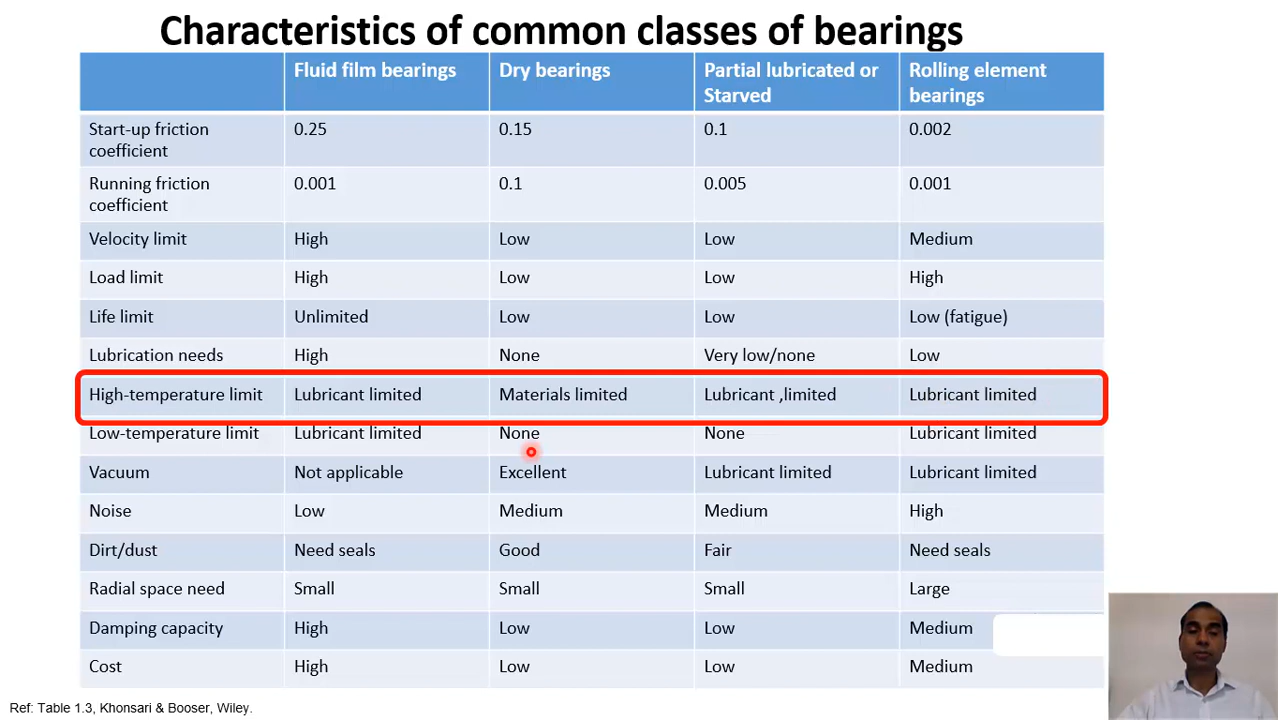 Characteristics of common classes of bearings
Fluid film bearings Dry bearings Partial lubricated or Starved Rolling element bearings
Start-up friction coefficient 0.25 0.15 0.1 0.002
Running friction coefficient 0.001 0.1 0.005 0.001
Velocity limit High Low Low Medium
Load limit High Low Low High
Life limit Unlimited Low Low Low (fatigue)
Lubrication needs High None Very low/none Low
High-temperature limit Lubricant limited Materials limited Lubricant ,limited Lubricant limited
Low-temperature limit Lubricant limited None None Lubricant limited
Vacuum Not applicable Excellent Lubricant limited Lubricant limited
Noise Low Medium Medium High
Dirt/dust Need seals Good Fair Need seals
Radial space need Small Small Small Large
Damping capacity High Low Low Medium
Cost High Low Low Medium
Ref: Table 1.3, Khonsari & Booser, Wiley.